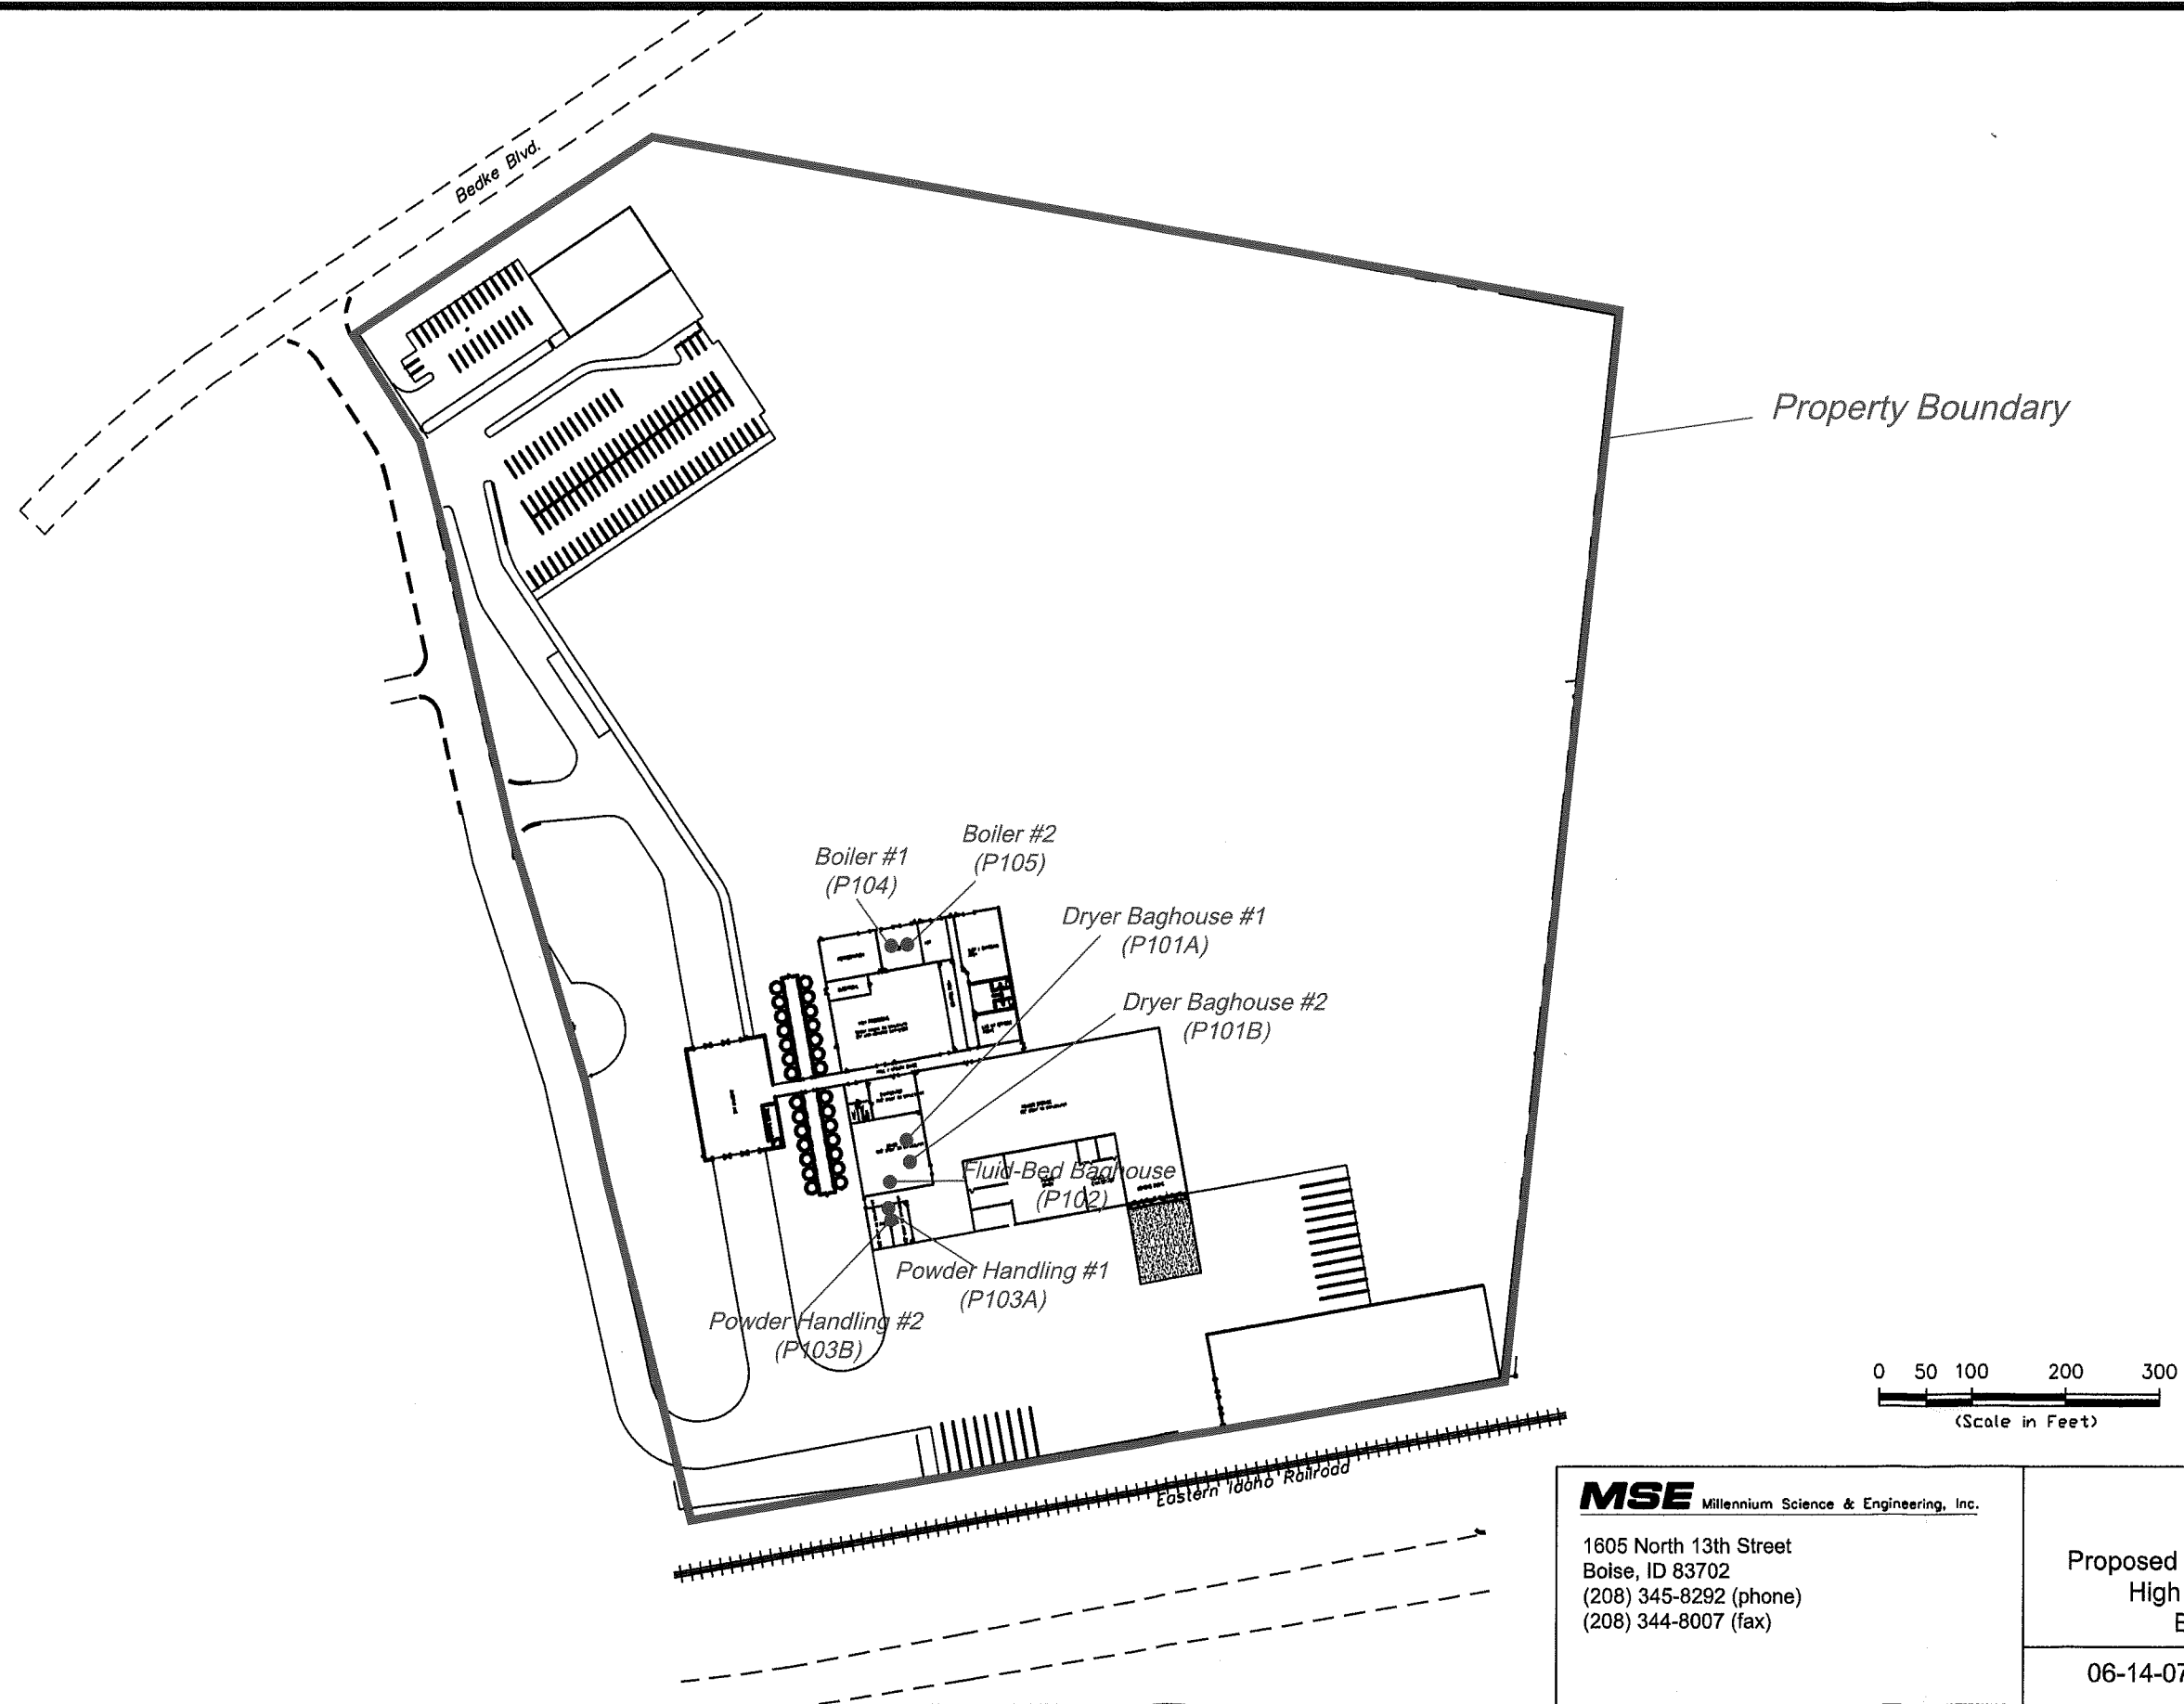 Bedke Blvd.
Property Boundary
Boiler #1
(P104)
Boiler #2
(P105)
Dryer Baghouse #1
(P101A)
Dryer Baghouse #2
(P101B)
Fluid-Bed Baghouse
(P102)
Powder Handling #1
(P103A)
Powder Handling #2
(P103B)
0 50 100 200 300
(Scale in Feet)
Eastern Idaho Railroad
MSE Millennium Science & Engineering, Inc.
1605 North 13th Street
Boise, ID 83702
(208) 345-8292 (phone)
(208) 344-8007 (fax)
Proposed
High
06-14-07